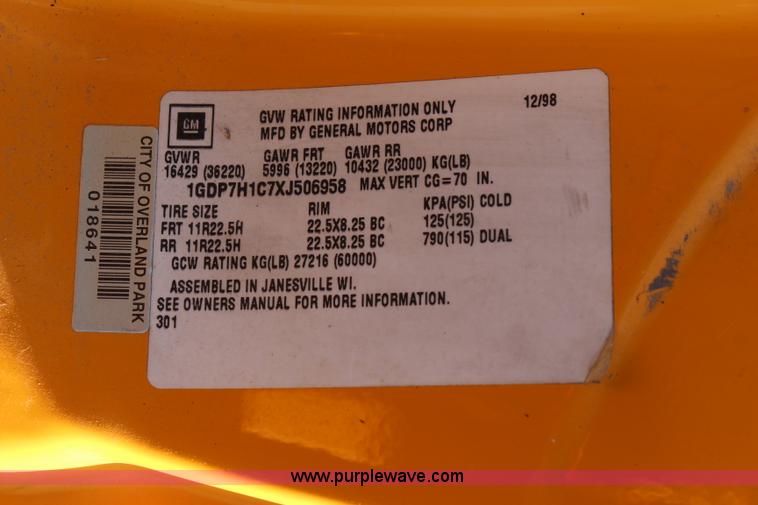 GM
GVW RATING INFORMATION ONLY 12/98
MFD BY GENERAL MOTORS CORP
GVWR GAWR FRT GAWR RR
16429 (36220) 5996 (13220) 10432 (23000) KG(LB)
1GDP7H1C7XJ506958 MAX VERT CG=70 IN.
TIRE SIZE RIM KPA(PSI) COLD
FRT 11R22.5H 22.5X8.25 BC 125(125)
RR 11R22.5H 22.5X8.25 BC 790(115) DUAL
GCW RATING KG(LB) 27216 (60000)
ASSEMBLED IN JANESVILLE WI.
SEE OWNERS MANUAL FOR MORE INFORMATION.
301
CITY OF OVERLAND PARK
018641
www.purplewave.com